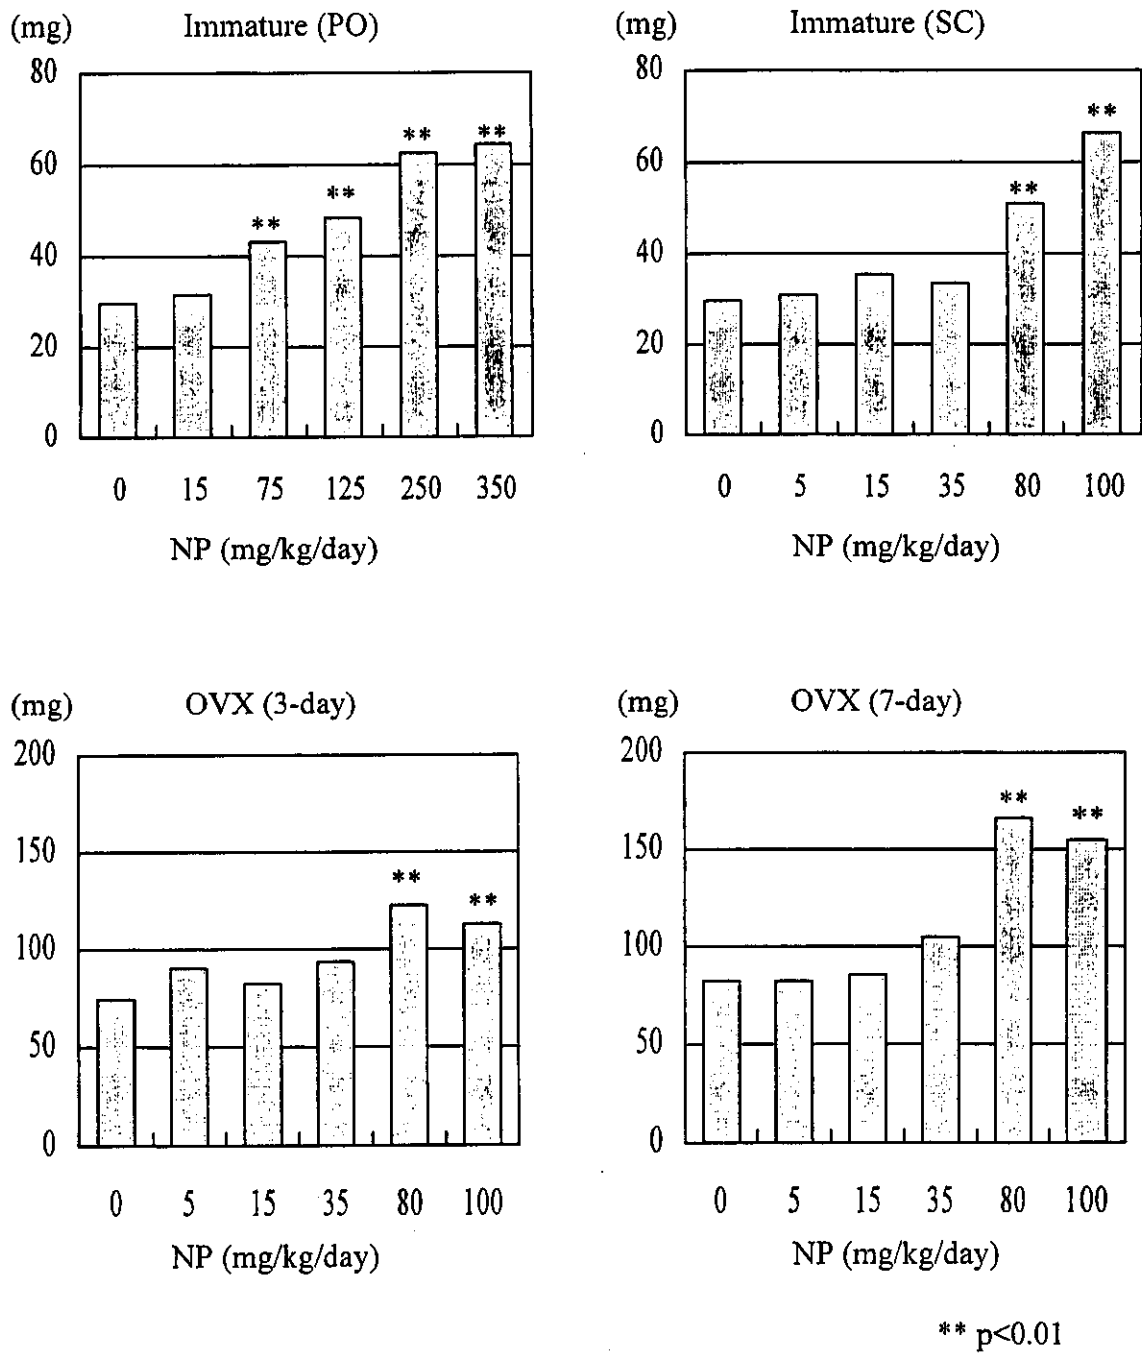 (mg) Immature (PO)
80
60
40
20
0
** ** ** **
0 15 75 125 250 350
NP (mg/kg/day)
(mg) Immature (SC)
80
60
40
20
0
** **
0 5 15 35 80 100
NP (mg/kg/day)
(mg) OVX (3-day)
200
150
100
50
0
** **
0 5 15 35 80 100
NP (mg/kg/day)
(mg) OVX (7-day)
200
150
100
50
0
** **
0 5 15 35 80 100
NP (mg/kg/day)
** p<0.01